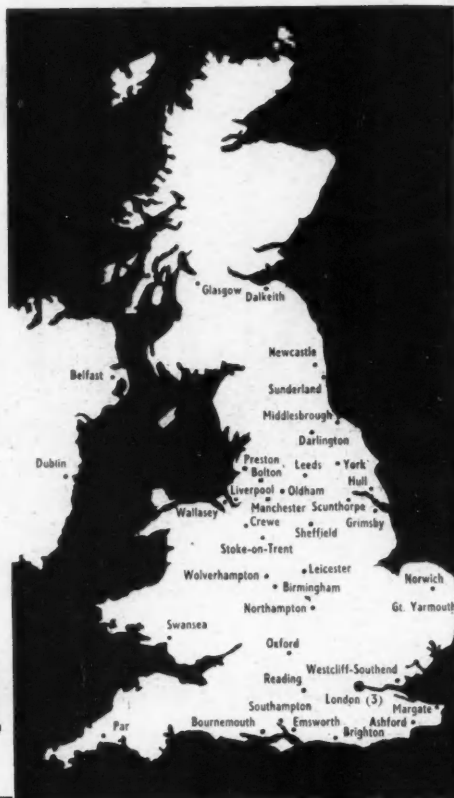 Glasgow
Dalkeith
Newcastle
Belfast
Sunderland
Middlesbrough
Darlington
Preston
Leeds
York
Dublin
Bolton
Hull
Liverpool
Oldham
Wallasey
Manchester
Scunthorpe
Crewe
Sheffield
Grimsby
Stoke-on-Trent
Leicester
Wolverhampton
Norwich
Birmingham
Northampton
Gt. Yarmouth
Swansea
Oxford
Westcliff-Southend
Reading
London (3)
Southampton
Margate
Par
Bournemouth
Emsworth
Ashford
Brighton